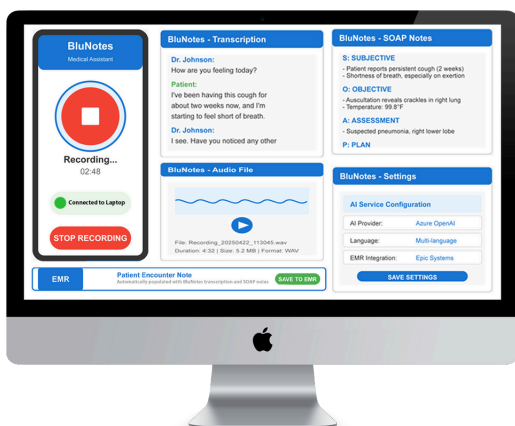 BluNotes
Medical Assistant
Recording...
02:48
Connected to Laptop
STOP RECORDING
BluNotes - Transcription
Dr. Johnson:
How are you feeling today?
Patient:
I've been having this cough for
about two weeks now, and I'm
starting to feel short of breath.
Dr. Johnson:
I see. Have you noticed any other
BluNotes - Audio File
File: Recording_20250422_113045.wav
Duration: 4:32 | Size: 5.2 MB | Format: WAV
BluNotes - SOAP Notes
S: SUBJECTIVE
- Patient reports persistent cough (2 weeks)
- Shortness of breath, especially on exertion
O: OBJECTIVE
- Auscultation reveals crackles in right lung
- Temperature: 99.8°F
A: ASSESSMENT
- Suspected pneumonia, right lower lobe
P: PLAN
BluNotes - Settings
AI Service Configuration
AI Provider: Azure OpenAI
Language: Multi-language
EMR Integration: Epic Systems
SAVE SETTINGS
EMR
Patient Encounter Note
Automatically populated with BluNotes transcription and SOAP notes
SAVE TO EMR